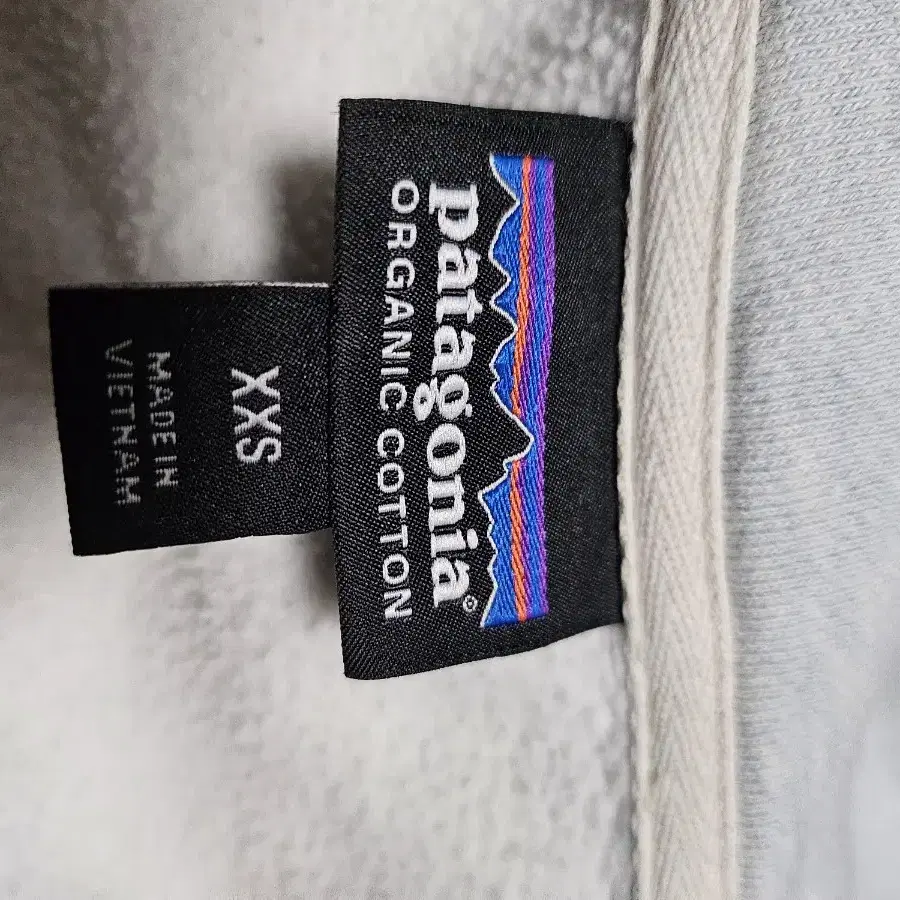 patagonia®
ORGANIC COTTON
XXS
MADE IN
VIETNAM